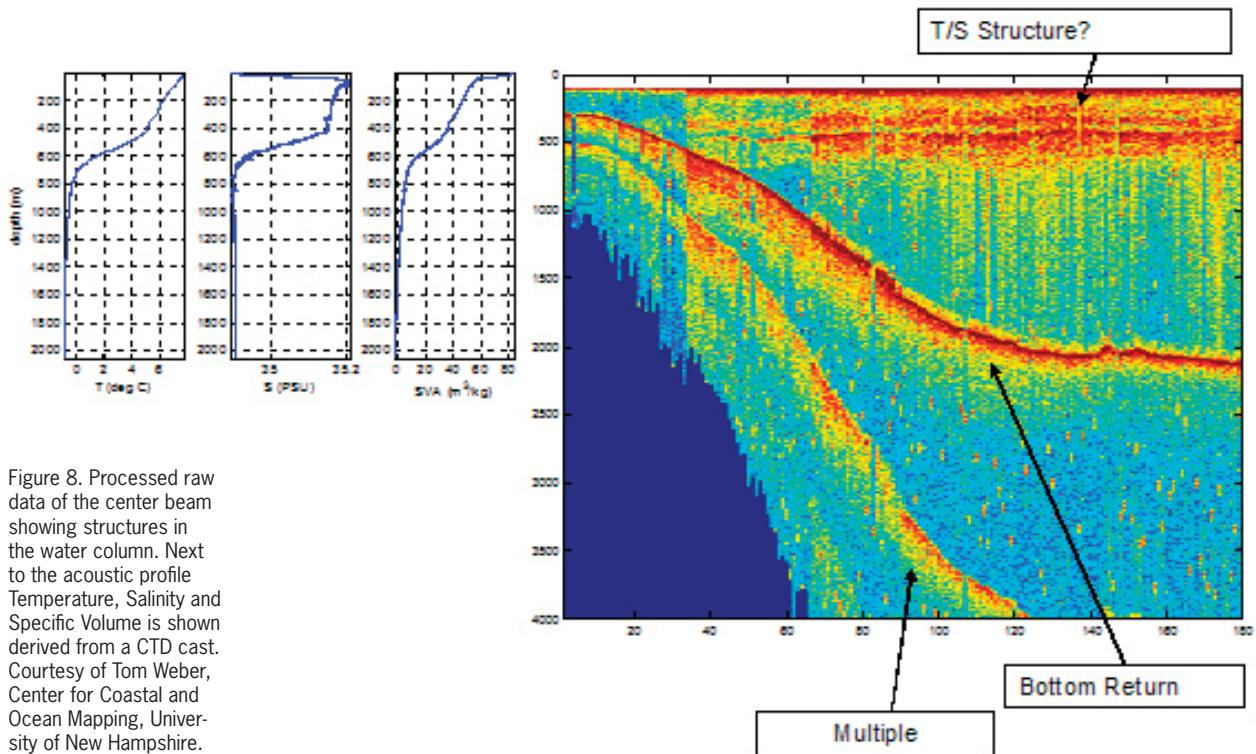 T/S Structure?
200
400
600
800
1000
1200
1400
1600
1800
2000
depth (m)
0 2 4 6
T (deg C)
200
400
600
800
1000
1200
1400
1600
1800
2000
35 35.2
S (PSU)
200
400
600
800
1000
1200
1400
1600
1800
2000
0 20 40 60 80
SVA (m³/kg)
0
500
1000
1500
2000
2500
3000
3500
4000
20 40 60 80 100 120 140 160 180
Bottom Return
Multiple
Figure 8. Processed raw
data of the center beam
showing structures in
the water column. Next
to the acoustic profile
Temperature, Salinity and
Specific Volume is shown
derived from a CTD cast.
Courtesy of Tom Weber,
Center for Coastal and
Ocean Mapping, Univer-
sity of New Hampshire.